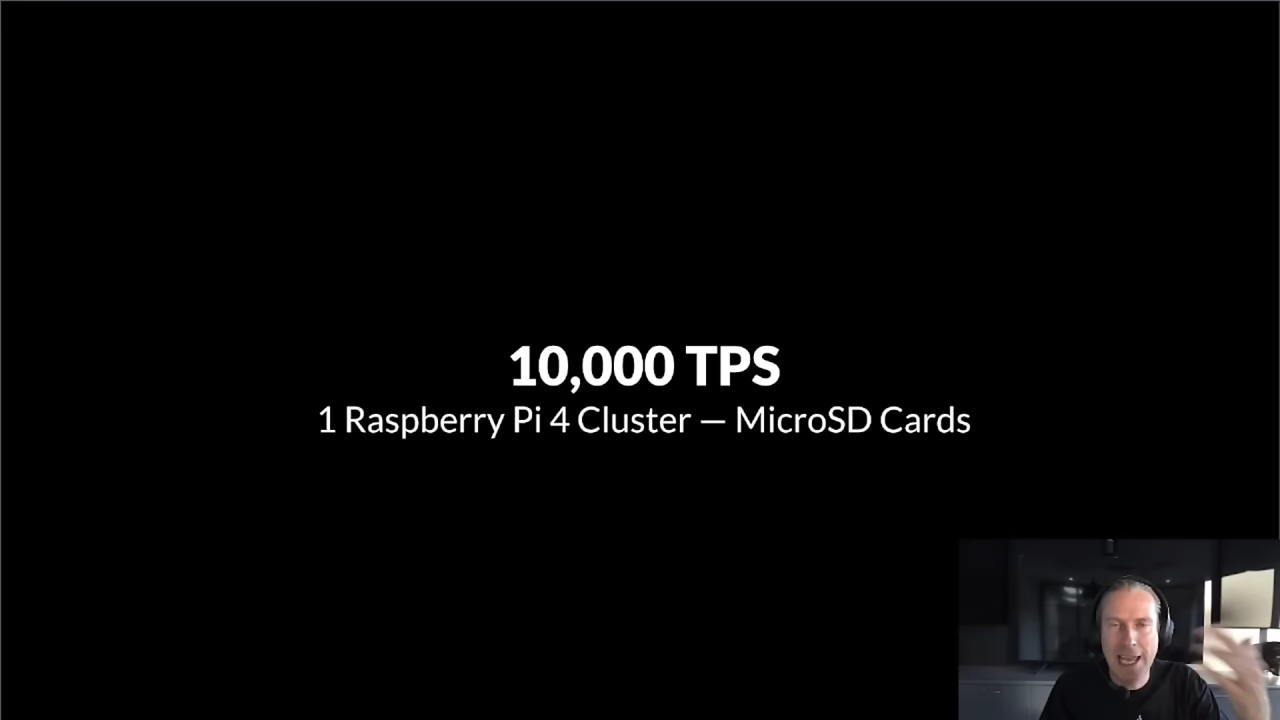 10,000 TPS
1 Raspberry Pi 4 Cluster — MicroSD Cards